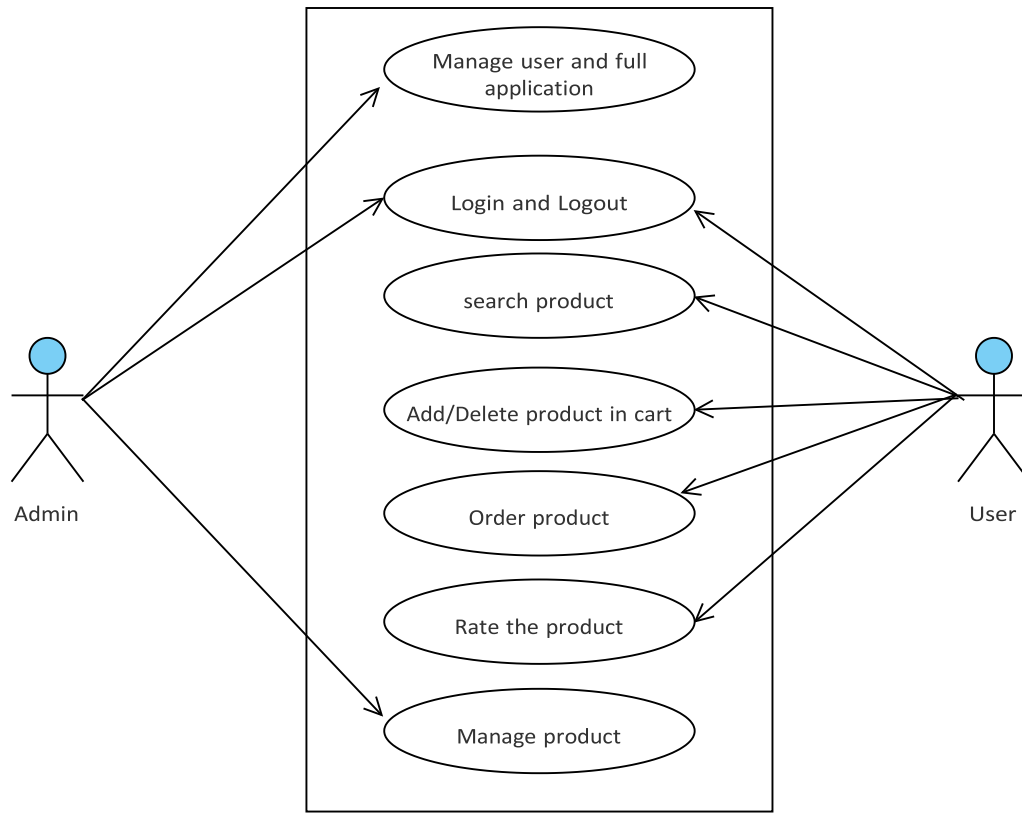 Manage user and full
application
Login and Logout
search product
Add/Delete product in cart
Order product
Rate the product
Manage product
Admin
User